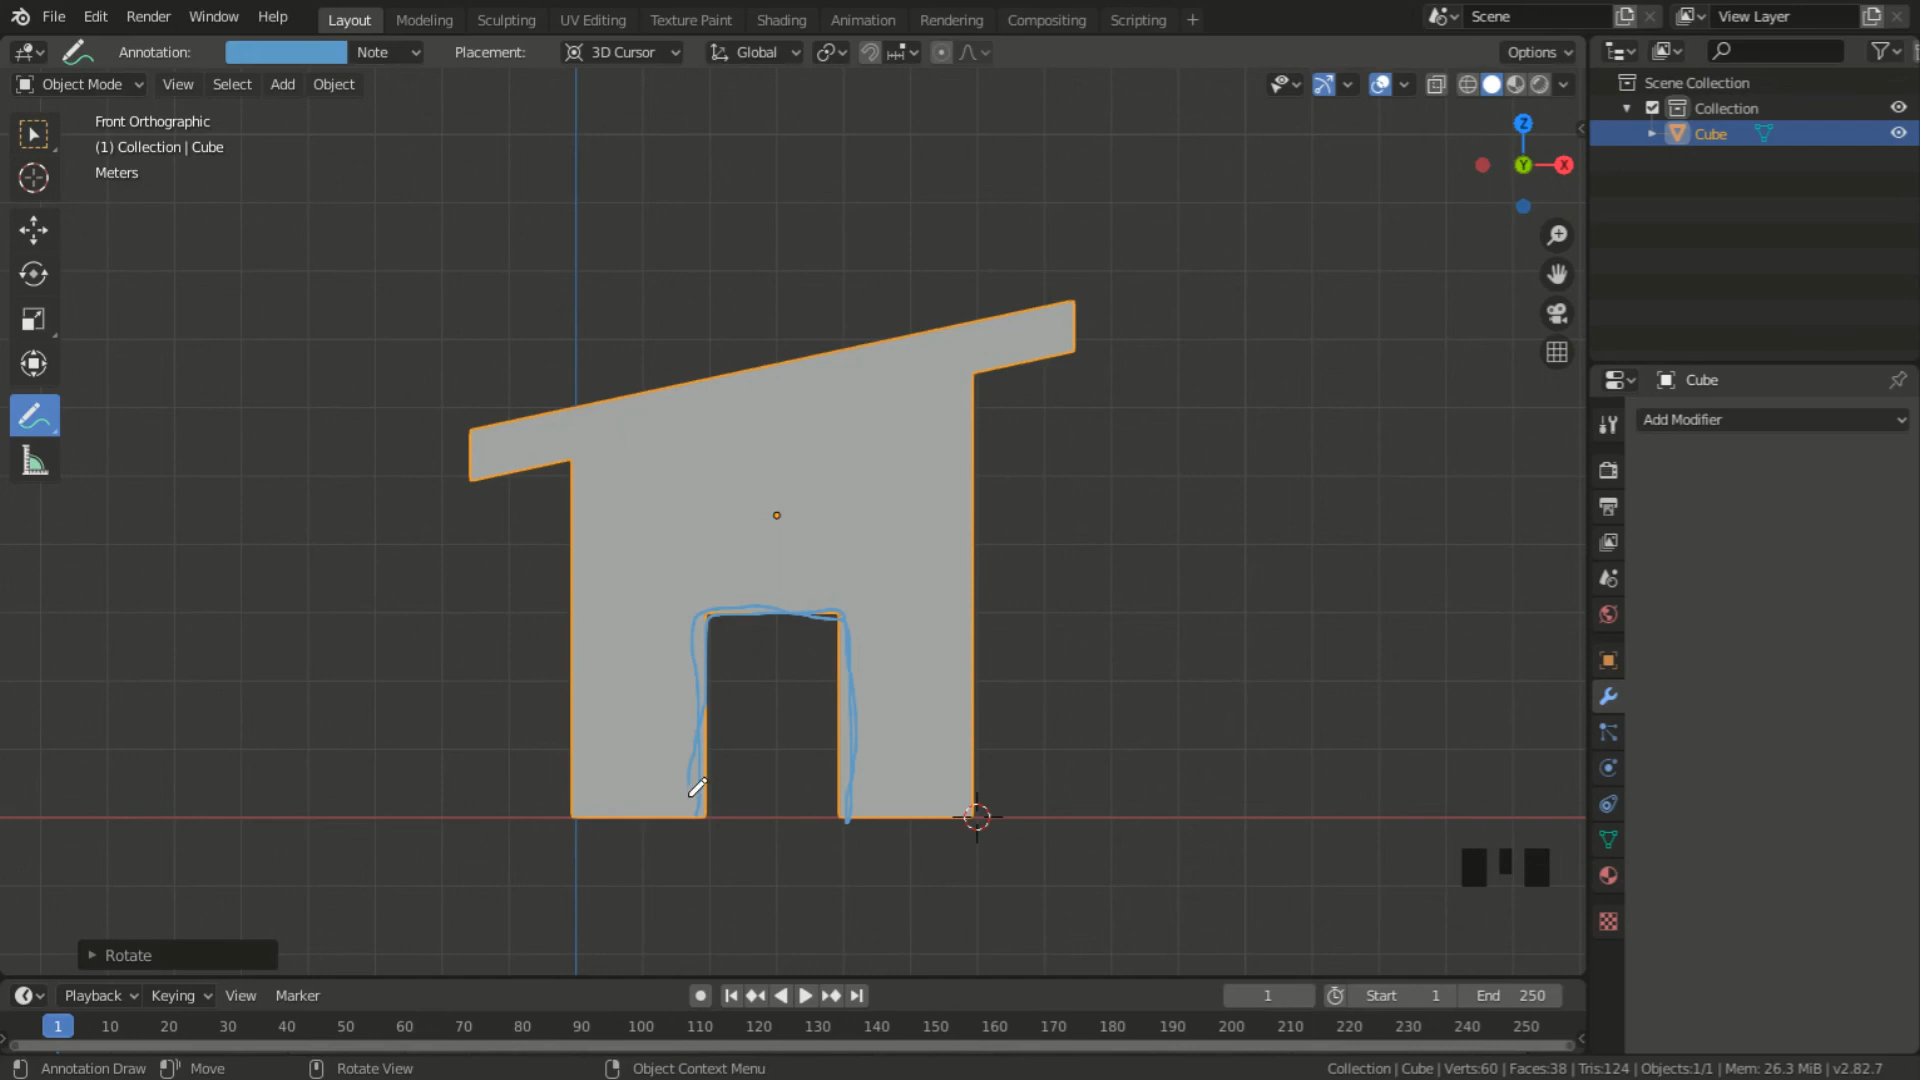 File Edit Render Window Help Layout Modeling Sculpting UV Editing Texture Paint Shading Animation Rendering Compositing Scripting + Scene View Layer
Annotation: Note Placement: 3D Cursor Global Options
Object Mode View Select Add Object
Scene Collection
Collection
Cube
Front Orthographic
(1) Collection | Cube
Meters
Z
Y
X
Cube
Add Modifier
Rotate
Playback Keying View Marker 1 Start 1 End 250
1 10 20 30 40 50 60 70 80 90 100 110 120 130 140 150 160 170 180 190 200 210 220 230 240 250
Annotation Draw Move Rotate View Object Context Menu Collection | Cube | Verts:60 | Faces:38 | Tris:124 | Objects:1/1 | Mem: 26.3 MiB | v2.82.7